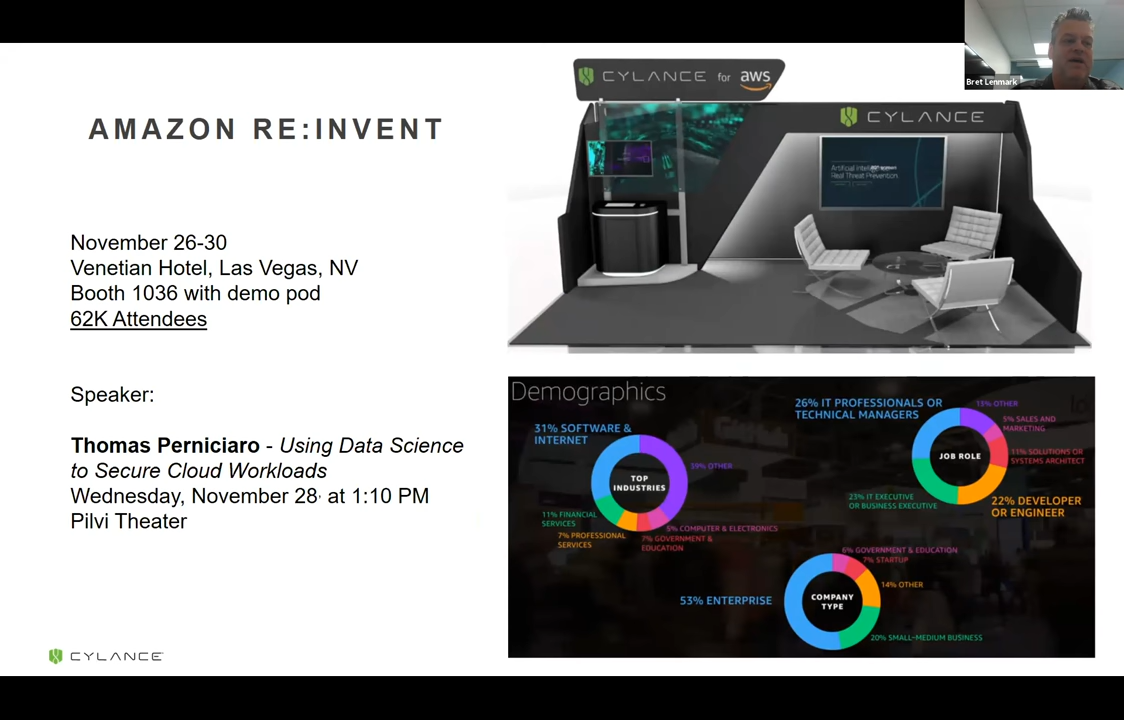 Bret Lenmark
AMAZON RE:INVENT
November 26-30
Venetian Hotel, Las Vegas, NV
Booth 1036 with demo pod
62K Attendees
Speaker:
Thomas Perniciaro - Using Data Science
to Secure Cloud Workloads
Wednesday, November 28, at 1:10 PM
Pilvi Theater
CYLANCE
CYLANCE for aws
CYLANCE
Real Threat Prevention.
Demographics
31% SOFTWARE &
INTERNET
TOP
INDUSTRIES
39% OTHER
11% FINANCIAL
SERVICES
7% PROFESSIONAL
SERVICES
5% COMPUTER & ELECTRONICS
7% GOVERNMENT &
EDUCATION
26% IT PROFESSIONALS OR
TECHNICAL MANAGERS
13% OTHER
5% SALES AND
MARKETING
JOB ROLE
11% SOLUTIONS OR
SYSTEMS ARCHITECT
23% IT EXECUTIVE
OR BUSINESS EXECUTIVE
22% DEVELOPER
OR ENGINEER
6% GOVERNMENT & EDUCATION
7% STARTUP
14% OTHER
53% ENTERPRISE
COMPANY
TYPE
20% SMALL-MEDIUM BUSINESS